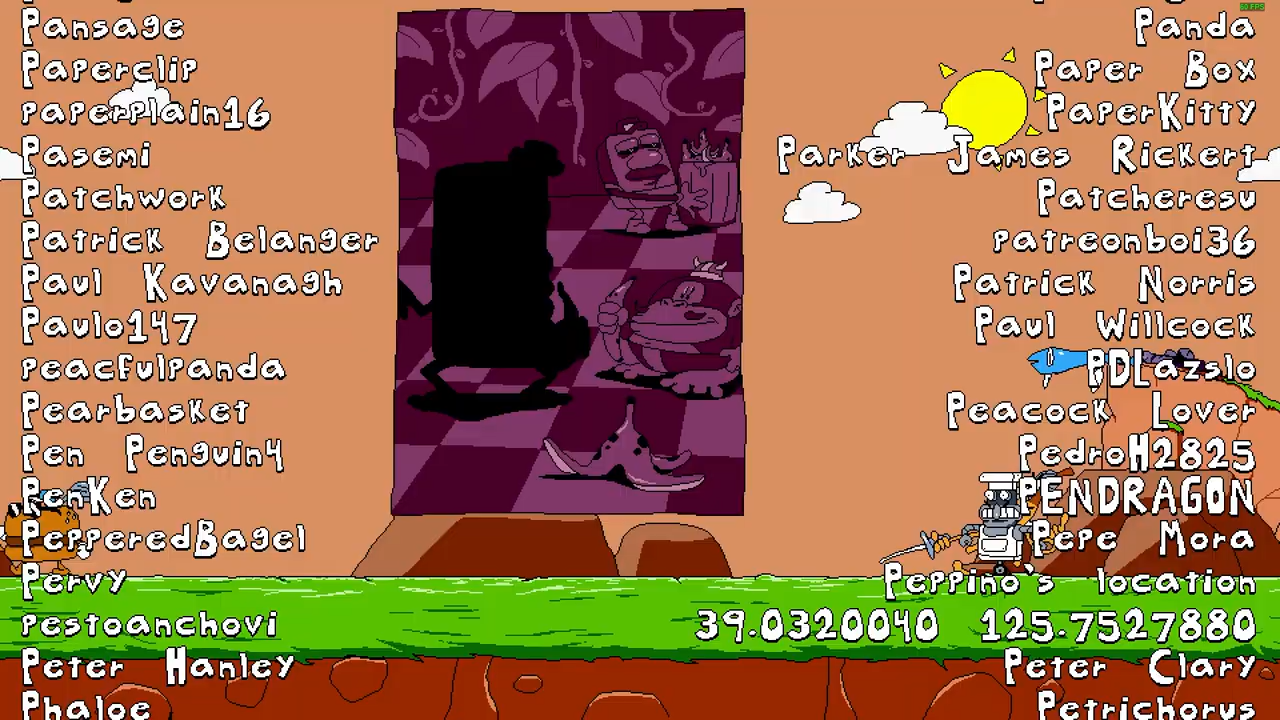 Pansage
Paperclip
paperplain16
Pasemi
Patchwork
Patrick Belanger
Paul Kavanagh
Paulo147
peacfulpanda
Pearbasket
Pen Penguin4
PenKen
PepperedBagel
Pervy
pestoanchovi
Peter Hanley
Phaloe
60 FPS
Panda
Paper Box
PaperKitty
Parker James Rickert
Patcheresu
patreonboi36
Patrick Norris
Paul Willcock
PDLazslo
Peacock Lover
PedroH2825
PENDRAGON
Pepe Mora
Peppino's location
39.0320040 125.7527880
Peter Clary
Petrichorus